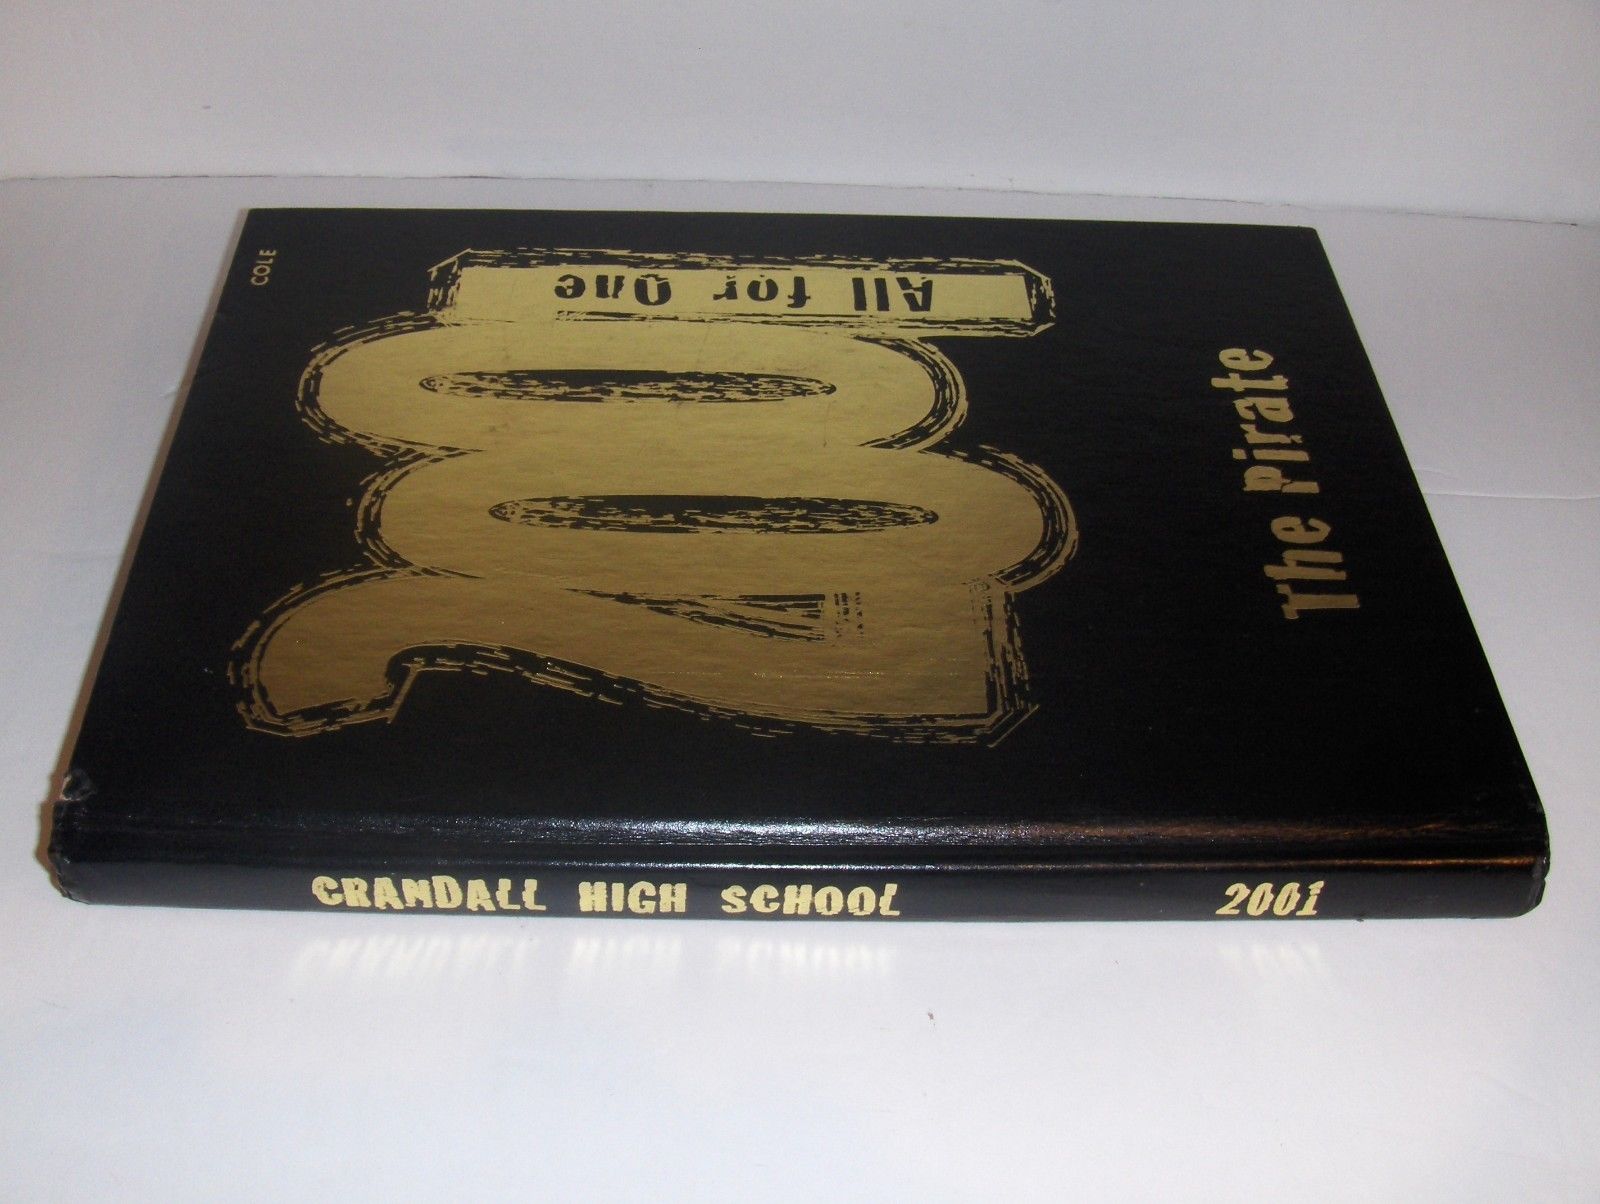 The Pirate
2001
All for One
COLE
CRANDALL HIGH SCHOOL 2001